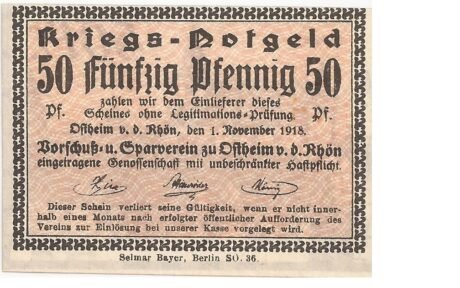 Kriegs-Notgeld
50 Fünfzig Pfennig 50
Pf. zahlen wir dem Einlieferer dieses Pf.
Scheines ohne Legitimations-Prüfung.
Ostheim v. d. Rhön, den 1. November 1918.
Vorschuß- u. Sparverein zu Ostheim v. d. Rhön
eingetragene Genossenschaft mit unbeschränkter Haftpflicht.
Dieser Schein verliert seine Gültigkeit, wenn er nicht inner-
halb eines Monats nach erfolgter öffentlicher Aufforderung des
Vereins zur Einlösung bei unserer Kasse vorgelegt wird.
Selmar Bayer, Berlin SO. 36.